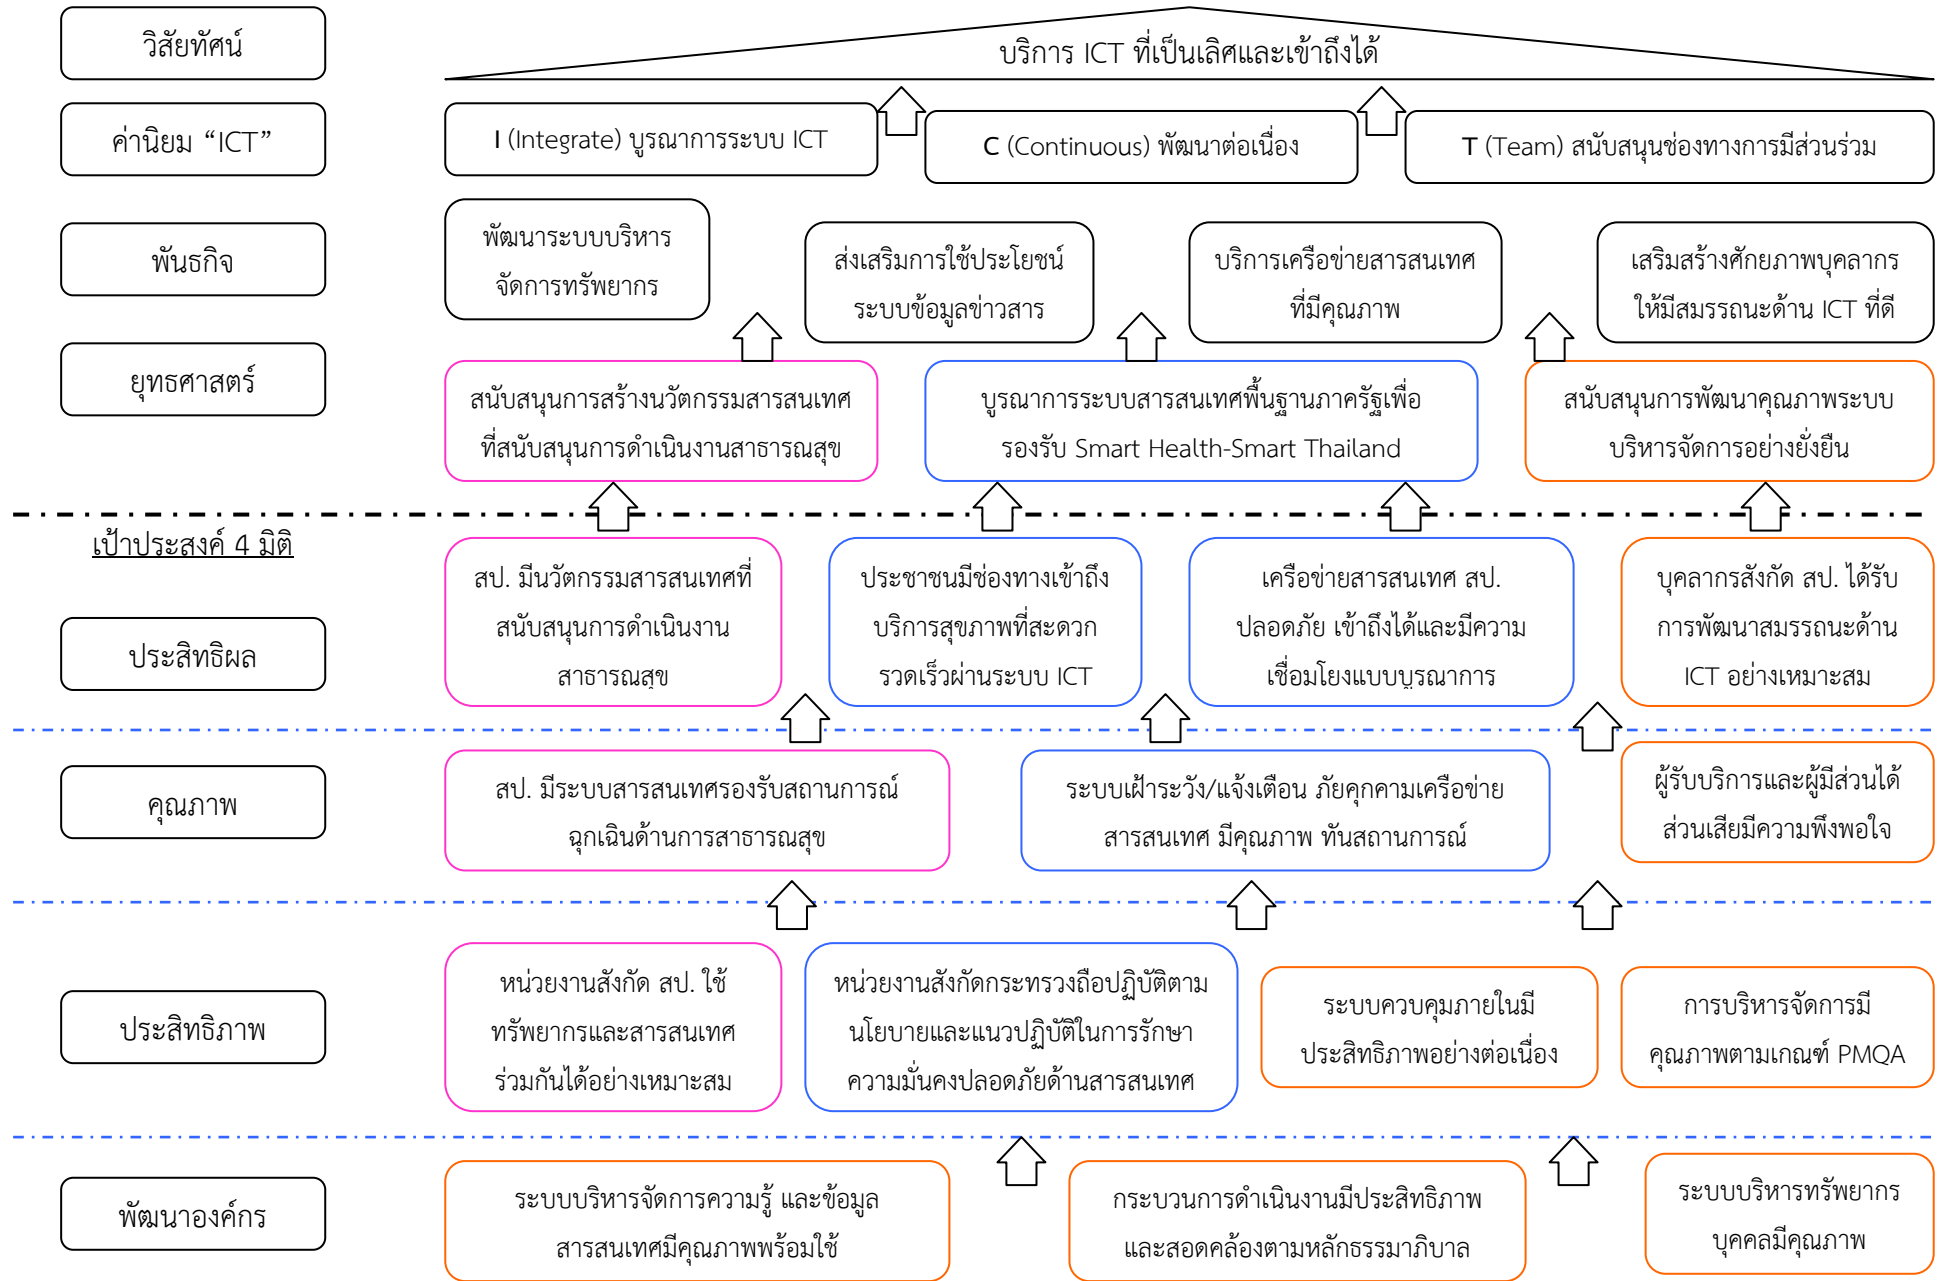 วิสัยทัศน์
บริการ ICT ที่เป็นเลิศและเข้าถึงได้
ค่านิยม “ICT”
I (Integrate) บูรณาการระบบ ICT
C (Continuous) พัฒนาต่อเนื่อง
T (Team) สนับสนุนช่องทางการมีส่วนร่วม
พันธกิจ
พัฒนาระบบบริหาร
จัดการทรัพยากร
ส่งเสริมการใช้ประโยชน์
ระบบข้อมูลข่าวสาร
บริการเครือข่ายสารสนเทศ
ที่มีคุณภาพ
เสริมสร้างศักยภาพบุคลากร
ให้มีสมรรถนะด้าน ICT ที่ดี
ยุทธศาสตร์
สนับสนุนการสร้างนวัตกรรมสารสนเทศ
ที่สนับสนุนการดำเนินงานสาธารณสุข
บูรณาการระบบสารสนเทศพื้นฐานภาครัฐเพื่อ
รองรับ Smart Health-Smart Thailand
สนับสนุนการพัฒนาคุณภาพระบบ
บริหารจัดการอย่างยั่งยืน
เป้าประสงค์ 4 มิติ
ประสิทธิผล
สป. มีนวัตกรรมสารสนเทศที่
สนับสนุนการดำเนินงาน
สาธารณสุข
ประชาชนมีช่องทางเข้าถึง
บริการสุขภาพที่สะดวก
รวดเร็วผ่านระบบ ICT
เครือข่ายสารสนเทศ สป.
ปลอดภัย เข้าถึงได้และมีความ
เชื่อมโยงแบบบูรณาการ
บุคลากรสังกัด สป. ได้รับ
การพัฒนาสมรรถนะด้าน
ICT อย่างเหมาะสม
คุณภาพ
สป. มีระบบสารสนเทศรองรับสถานการณ์
ฉุกเฉินด้านการสาธารณสุข
ระบบเฝ้าระวัง/แจ้งเตือน ภัยคุกคามเครือข่าย
สารสนเทศ มีคุณภาพ ทันสถานการณ์
ผู้รับบริการและผู้มีส่วนได้
ส่วนเสียมีความพึงพอใจ
ประสิทธิภาพ
หน่วยงานสังกัด สป. ใช้
ทรัพยากรและสารสนเทศ
ร่วมกันได้อย่างเหมาะสม
หน่วยงานสังกัดกระทรวงถือปฏิบัติตาม
นโยบายและแนวปฏิบัติในการรักษา
ความมั่นคงปลอดภัยด้านสารสนเทศ
ระบบควบคุมภายในมี
ประสิทธิภาพอย่างต่อเนื่อง
การบริหารจัดการมี
คุณภาพตามเกณฑ์ PMQA
พัฒนาองค์กร
ระบบบริหารจัดการความรู้ และข้อมูล
สารสนเทศมีคุณภาพพร้อมใช้
กระบวนการดำเนินงานมีประสิทธิภาพ
และสอดคล้องตามหลักธรรมาภิบาล
ระบบบริหารทรัพยากร
บุคคลมีคุณภาพ